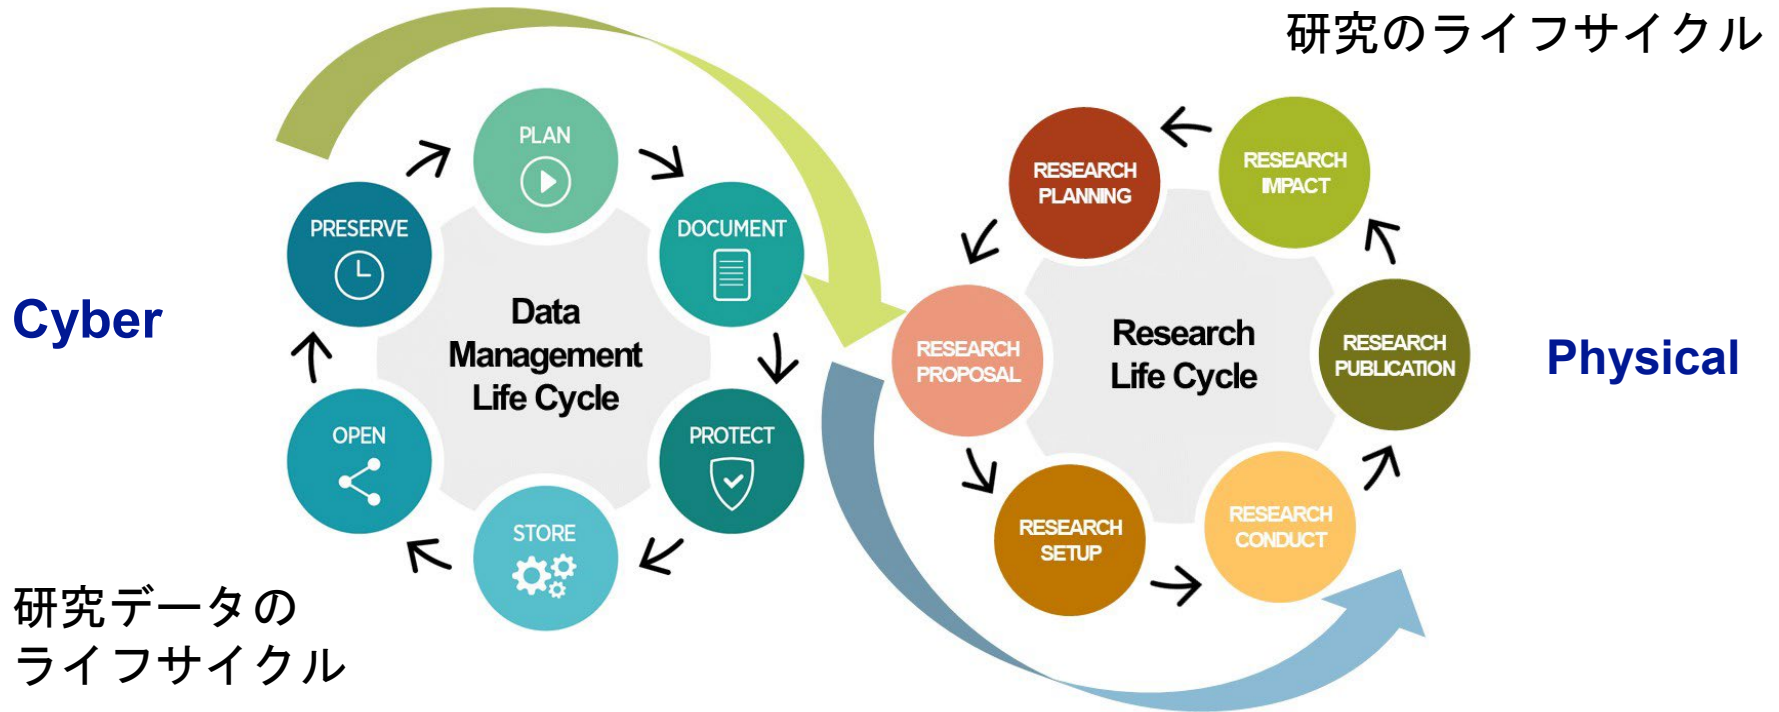 研究のライフサイクル
Cyber
PLAN
DOCUMENT
PROTECT
STORE
OPEN
PRESERVE
Data
Management
Life Cycle
研究データの
ライフサイクル
RESEARCH
PLANNING
RESEARCH
PROPOSAL
RESEARCH
SETUP
RESEARCH
CONDUCT
RESEARCH
PUBLICATION
RESEARCH
IMPACT
Research
Life Cycle
Physical